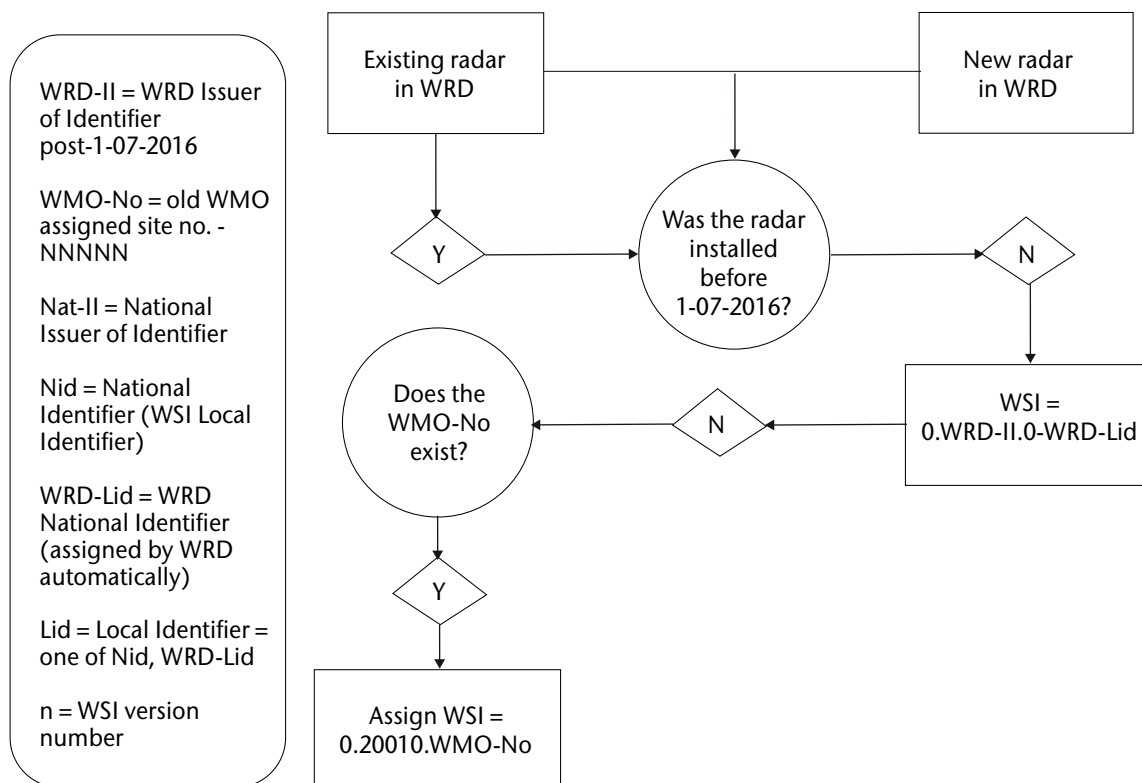 WRD-II = WRD Issuer
of Identifier
post-1-07-2016
WMO-No = old WMO
assigned site no. -
NNNNN
Nat-II = National
Issuer of Identifier
Nid = National
Identifier (WSI Local
Identifier)
WRD-Lid = WRD
National Identifier
(assigned by WRD
automatically)
Lid = Local Identifier =
one of Nid, WRD-Lid
n = WSI version
number
Existing radar
in WRD
New radar
in WRD
Y
Was the radar
installed
before
1-07-2016?
N
WSI =
0.WRD-II.0-WRD-Lid
N
Does the
WMO-No
exist?
Y
Assign WSI =
0.20010.WMO-No